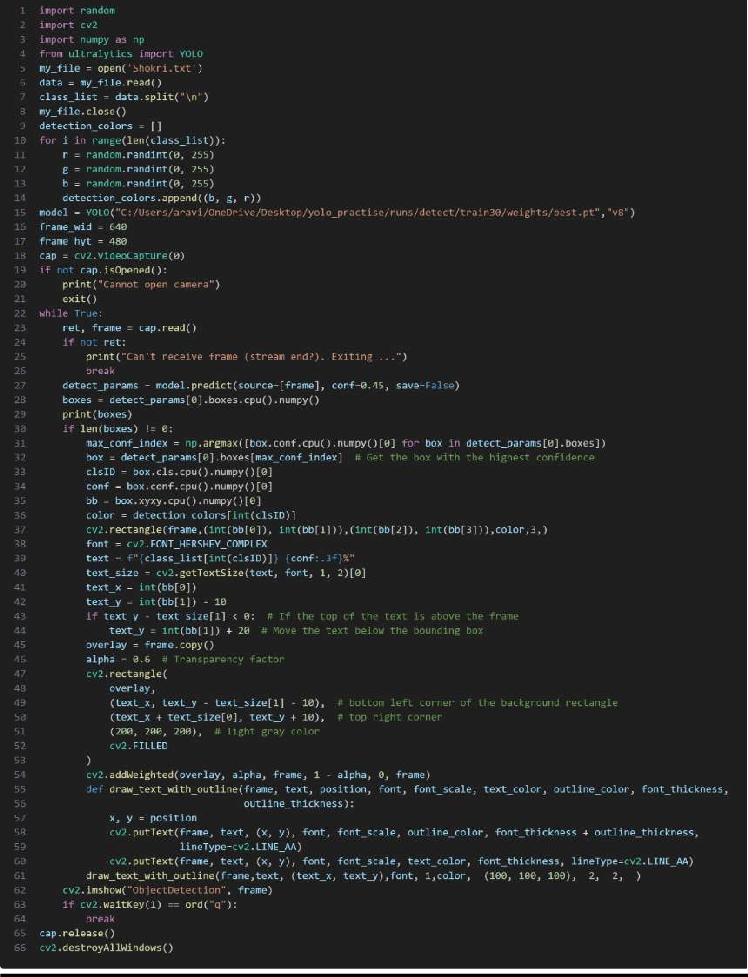 1 import random
2 import cv2
3 import numpy as np
4 from ultralytics import YOLO
5 my_file = open('Shokri.txt')
6 data = my_file.read()
7 class_list = data.split("\n")
8 my_file.close()
9 detection_colors = []
10 for i in range(len(class_list)):
11     r = random.randint(0, 255)
12     g = random.randint(0, 255)
13     b = random.randint(0, 255)
14     detection_colors.append((b, g, r))
15 model = YOLO("C:/Users/aravi/OneDrive/Desktop/yolo_practise/runs/detect/train30/weights/best.pt","v8")
16 frame_wid = 640
17 frame_hyt = 480
18 cap = cv2.VideoCapture(0)
19 if not cap.isOpened():
20     print("Cannot open camera")
21     exit()
22 while True:
23     ret, frame = cap.read()
24     if not ret:
25         print("Can't receive frame (stream end?). Exiting ...")
26         break
27     detect_params = model.predict(source=[frame], conf=0.45, save=False)
28     boxes = detect_params[0].boxes.cpu().numpy()
29     print(boxes)
30     if len(boxes) != 0:
31         max_conf_index = np.argmax([box.conf.cpu().numpy()[0] for box in detect_params[0].boxes])
32         box = detect_params[0].boxes[max_conf_index]  # Get the box with the highest confidence
33         clsID = box.cls.cpu().numpy()[0]
34         conf = box.conf.cpu().numpy()[0]
35         bb = box.xyxy.cpu().numpy()[0]
36         color = detection_colors[int(clsID)]
37         cv2.rectangle(frame,(int(bb[0]), int(bb[1])),(int(bb[2]), int(bb[3])),color,3,)
38         font = cv2.FONT_HERSHEY_COMPLEX
39         text = f"{class_list[int(clsID)]} {conf:.3f}%"
40         text_size = cv2.getTextSize(text, font, 1, 2)[0]
41         text_x = int(bb[0])
42         text_y = int(bb[1]) - 10
43         if text_y - text_size[1] < 0:  # If the top of the text is above the frame
44             text_y = int(bb[1]) + 20  # Move the text below the bounding box
45         overlay = frame.copy()
46         alpha = 0.6  # Transparency factor
47         cv2.rectangle(
48             overlay,
49             (text_x, text_y - text_size[1] - 10),  # bottom left corner of the background rectangle
50             (text_x + text_size[0], text_y + 10),  # top right corner
51             (200, 200, 200),  # light gray color
52             cv2.FILLED
53         )
54         cv2.addWeighted(overlay, alpha, frame, 1 - alpha, 0, frame)
55         def draw_text_with_outline(frame, text, position, font, font_scale, text_color, outline_color, font_thickness,
56                                    outline_thickness):
57             x, y = position
58             cv2.putText(frame, text, (x, y), font, font_scale, outline_color, font_thickness + outline_thickness,
59                         lineType=cv2.LINE_AA)
60             cv2.putText(frame, text, (x, y), font, font_scale, text_color, font_thickness, lineType=cv2.LINE_AA)
61         draw_text_with_outline(frame,text, (text_x, text_y),font, 1,color,  (100, 100, 100),  2,  2,  )
62     cv2.imshow("ObjectDetection", frame)
63     if cv2.waitKey(1) == ord("q"):
64         break
65 cap.release()
66 cv2.destroyAllWindows()